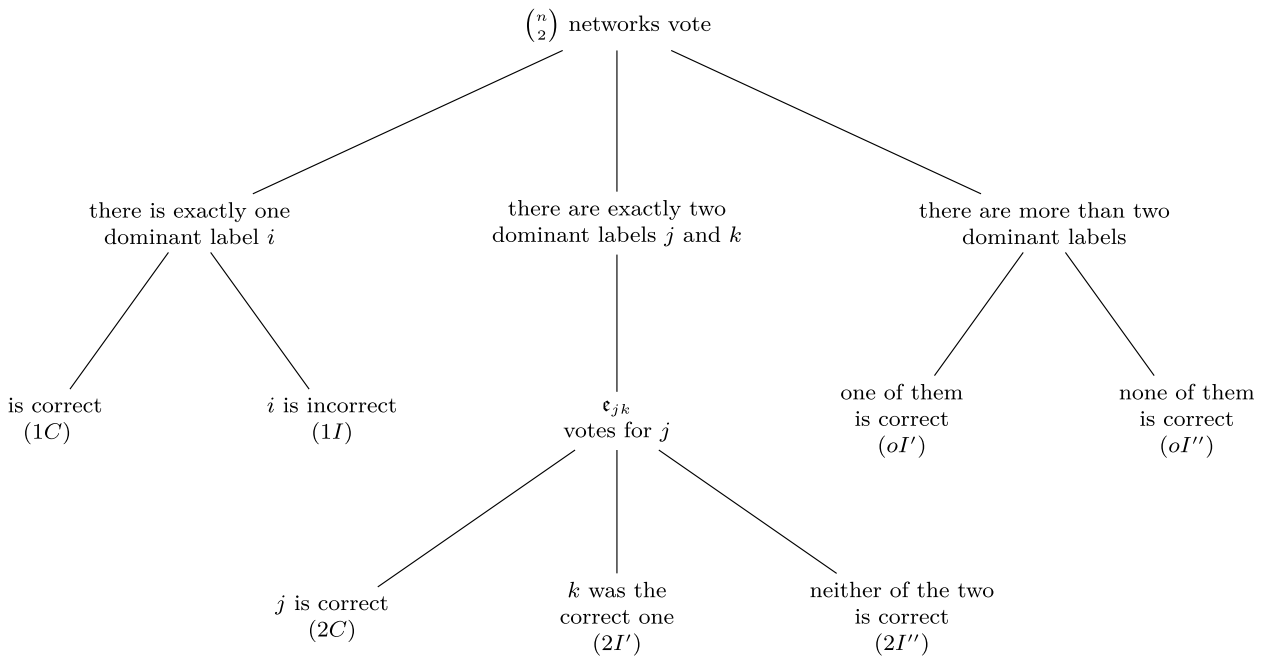 (n 2) networks vote
there is exactly one
dominant label i
there are exactly two
dominant labels j and k
there are more than two
dominant labels
is correct
(1C)
i is incorrect
(1I)
𝔢_{jk}
votes for j
one of them
is correct
(oI′)
none of them
is correct
(oI″)
j is correct
(2C)
k was the
correct one
(2I′)
neither of the two
is correct
(2I″)